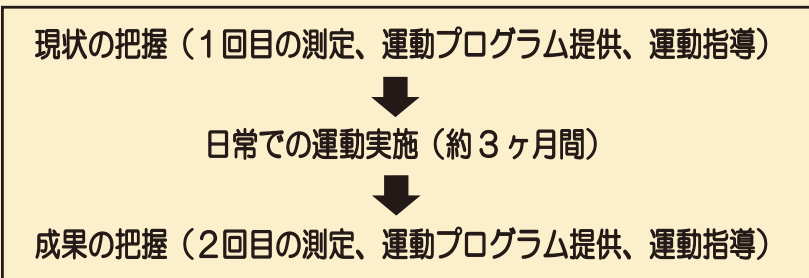 現状の把握（１回目の測定、運動プログラム提供、運動指導）
日常での運動実施（約３ヶ月間）
成果の把握（２回目の測定、運動プログラム提供、運動指導）